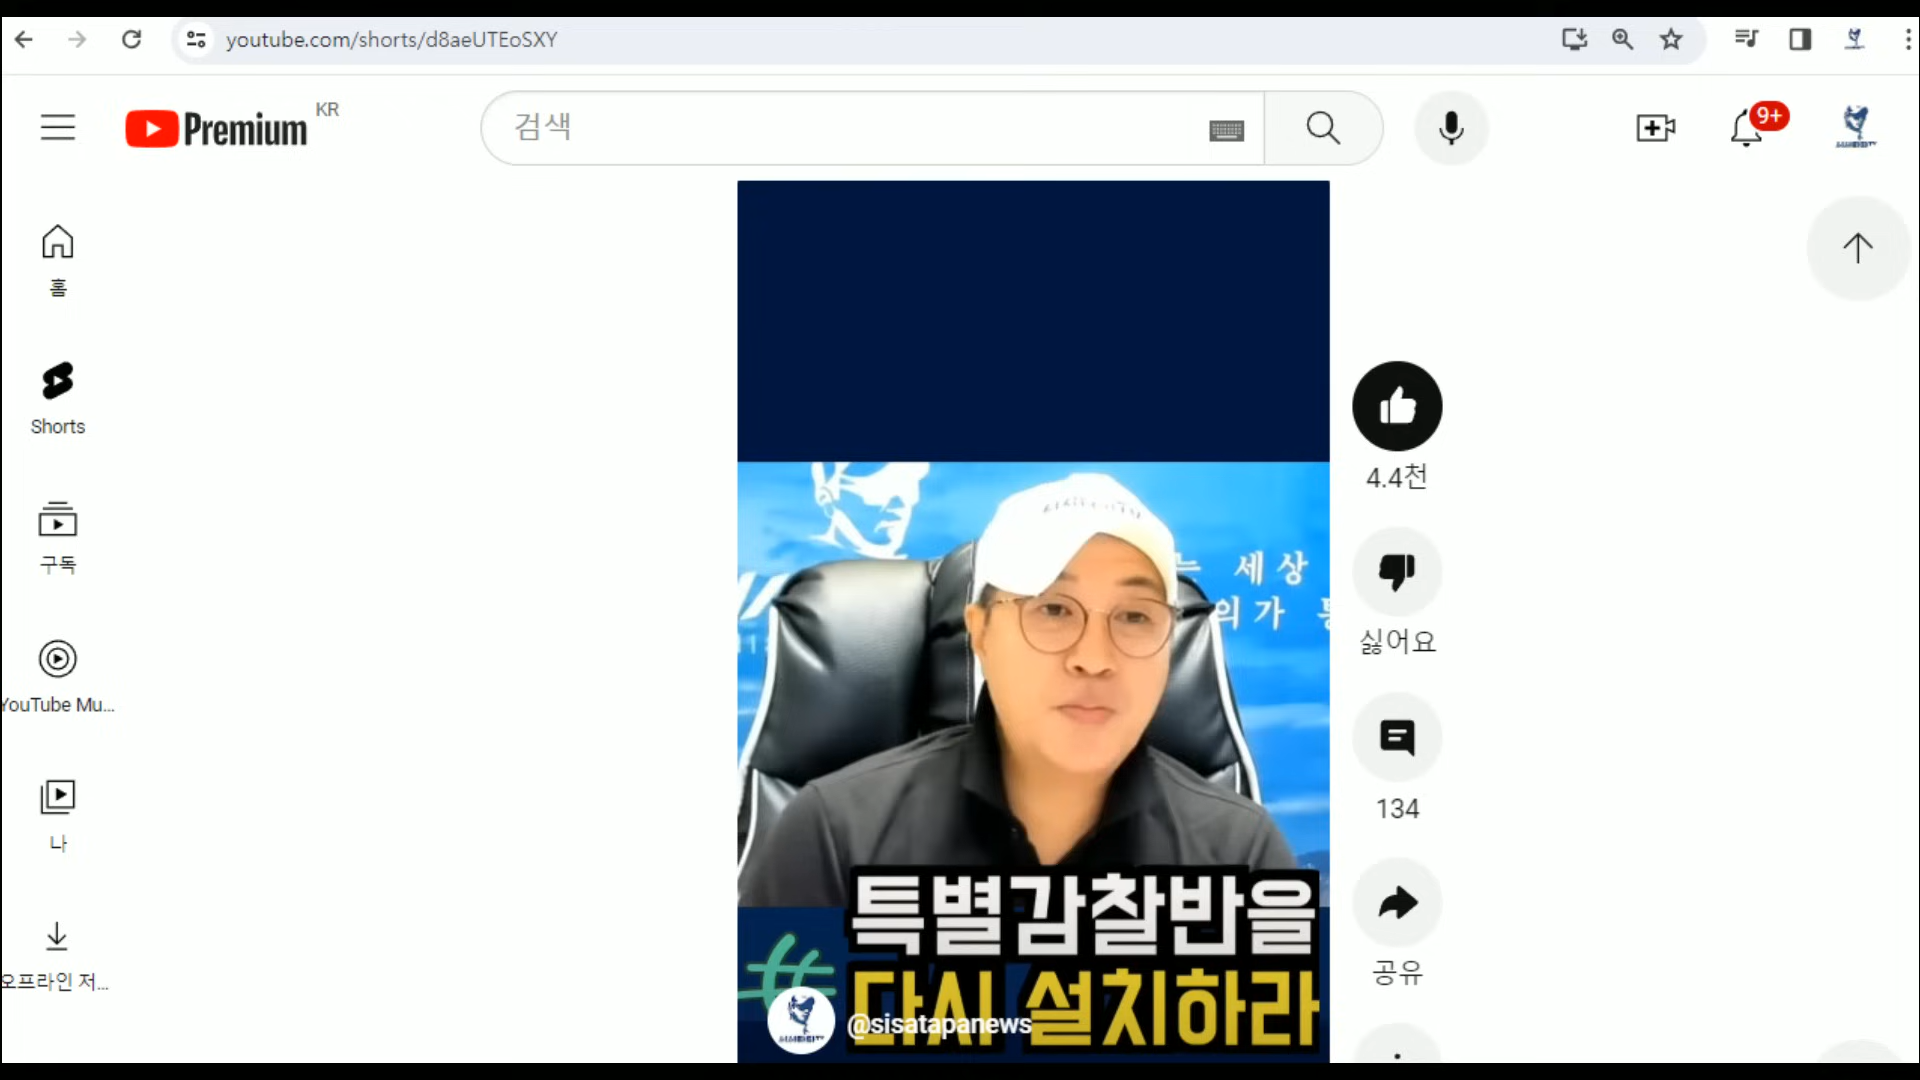 youtube.com/shorts/d8aeUTEoSXY
Premium KR
검색
9+
홈
Shorts
구독
YouTube Mu...
나
오프라인 저...
4.4천
싫어요
134
공유
는 세상
의가
특별감찰반을
다시 설치하라
@sisatapanews